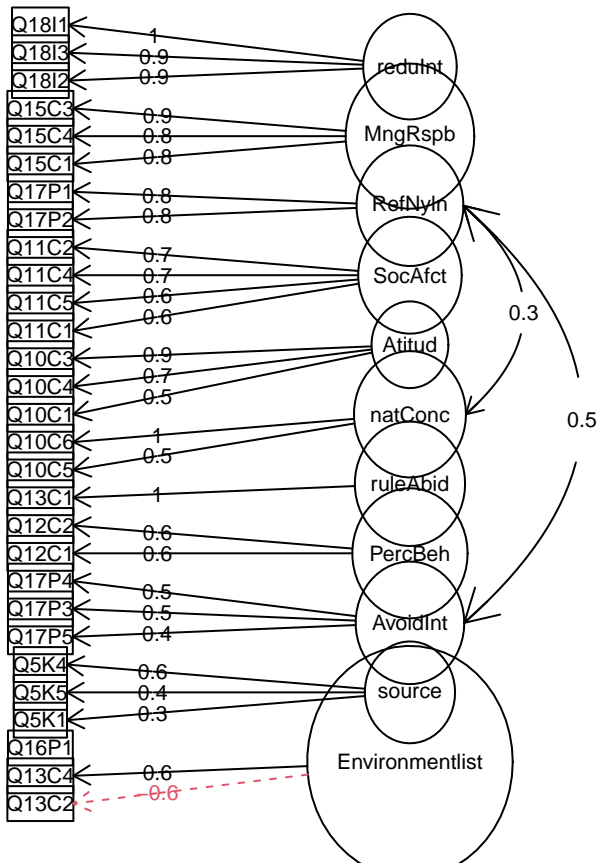 Q18I1
Q18I3
Q18I2
Q15C3
Q15C4
Q15C1
Q17P1
Q17P2
Q11C2
Q11C4
Q11C5
Q11C1
Q10C3
Q10C4
Q10C1
Q10C6
Q10C5
Q13C1
Q12C2
Q12C1
Q17P4
Q17P3
Q17P5
Q5K4
Q5K5
Q5K1
Q16P1
Q13C4
Q13C2
1
0.9
0.9
0.9
0.8
0.8
0.8
0.8
0.7
0.7
0.6
0.6
0.9
0.7
0.5
1
0.5
1
0.6
0.6
0.5
0.5
0.4
0.6
0.4
0.3
0.6
−0.6
reduInt
MngRspb
RefNyIn
SocAfct
Atitud
natConc
ruleAbid
PercBeh
AvoidInt
source
Environmentlist
0.3
0.5